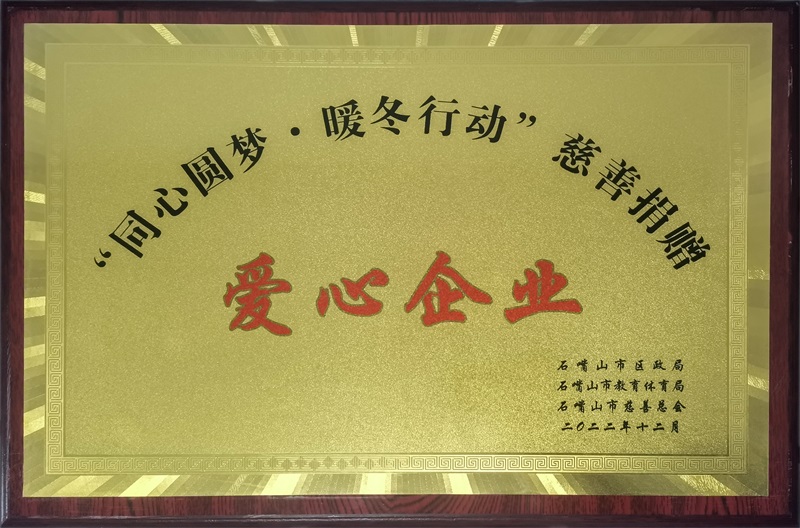 “同心圆梦·暖冬行动”慈善捐赠
爱心企业
石嘴山市区政局
石嘴山市教育体育局
石嘴山市慈善总会
二〇二二年十二月